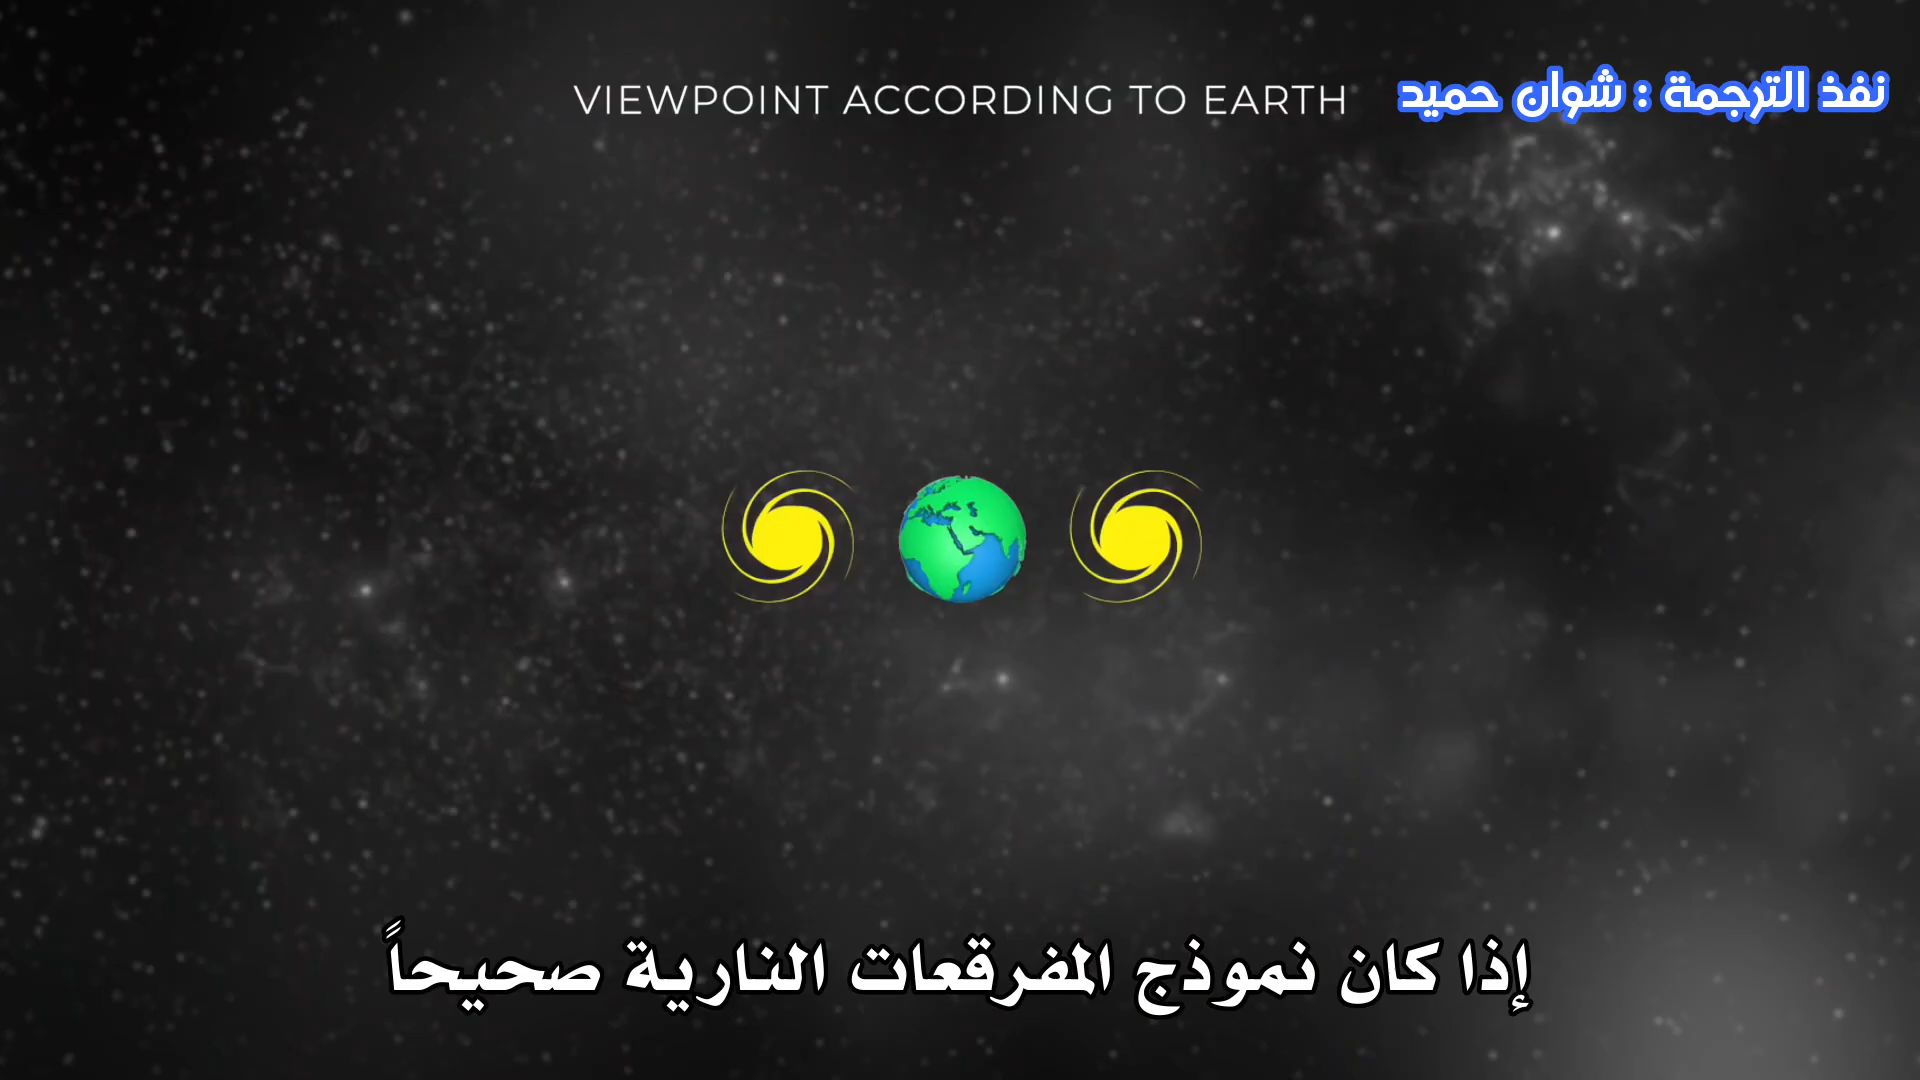 VIEWPOINT ACCORDING TO EARTH
نفذ الترجمة : شوان حميد
إذا كان نموذج المفرقعات النارية صحيحاً